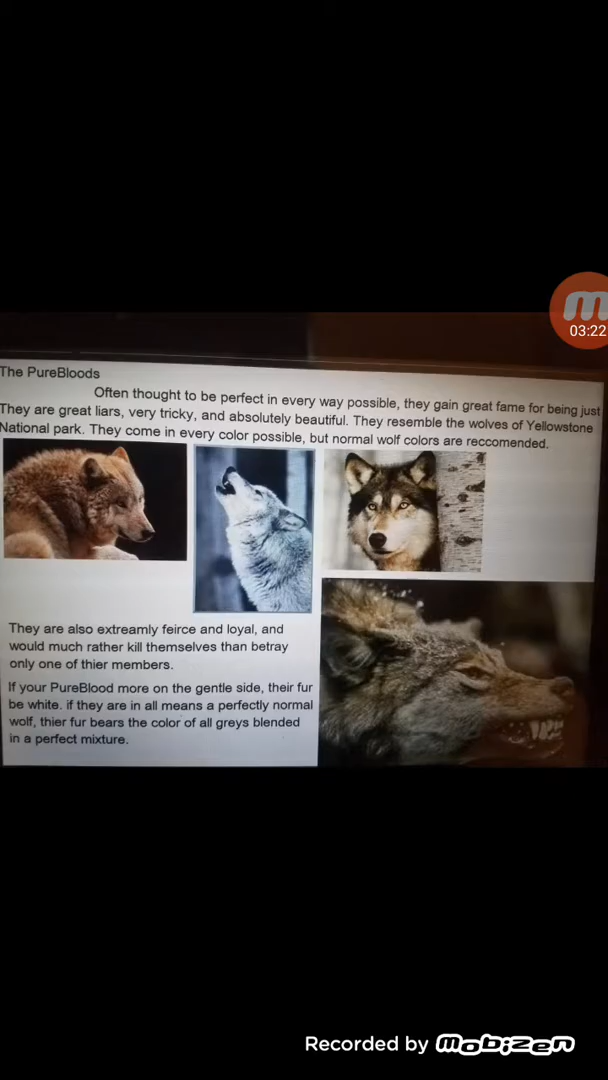 03:22
The PureBloods
Often thought to be perfect in every way possible, they gain great fame for being just
They are great liars, very tricky, and absolutely beautiful. They resemble the wolves of Yellowstone
National park. They come in every color possible, but normal wolf colors are reccomended.
They are also extreamly feirce and loyal, and
would much rather kill themselves than betray
only one of thier members.
If your PureBlood more on the gentle side, their fur
be white. if they are in all means a perfectly normal
wolf, thier fur bears the color of all greys blended
in a perfect mixture.
Recorded by mobizen